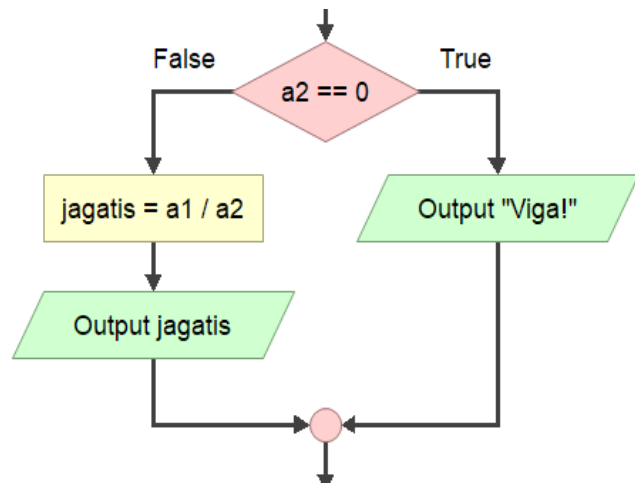 False
True
a2 == 0
jagatis = a1 / a2
Output "Viga!"
Output jagatis